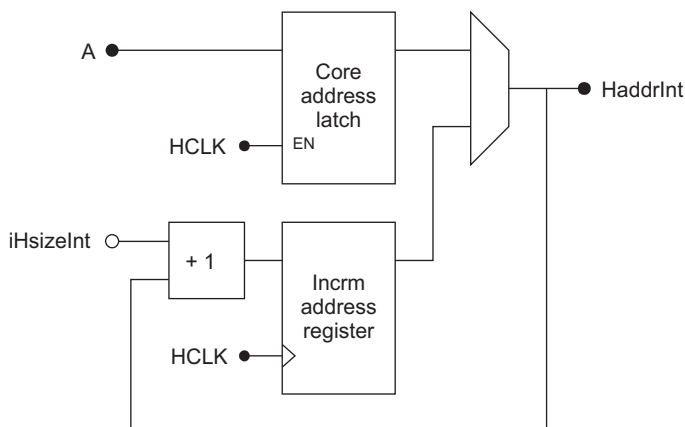 A
Core
address
latch
HaddrInt
HCLK
EN
iHsizeInt
+ 1
Incrm
address
register
HCLK